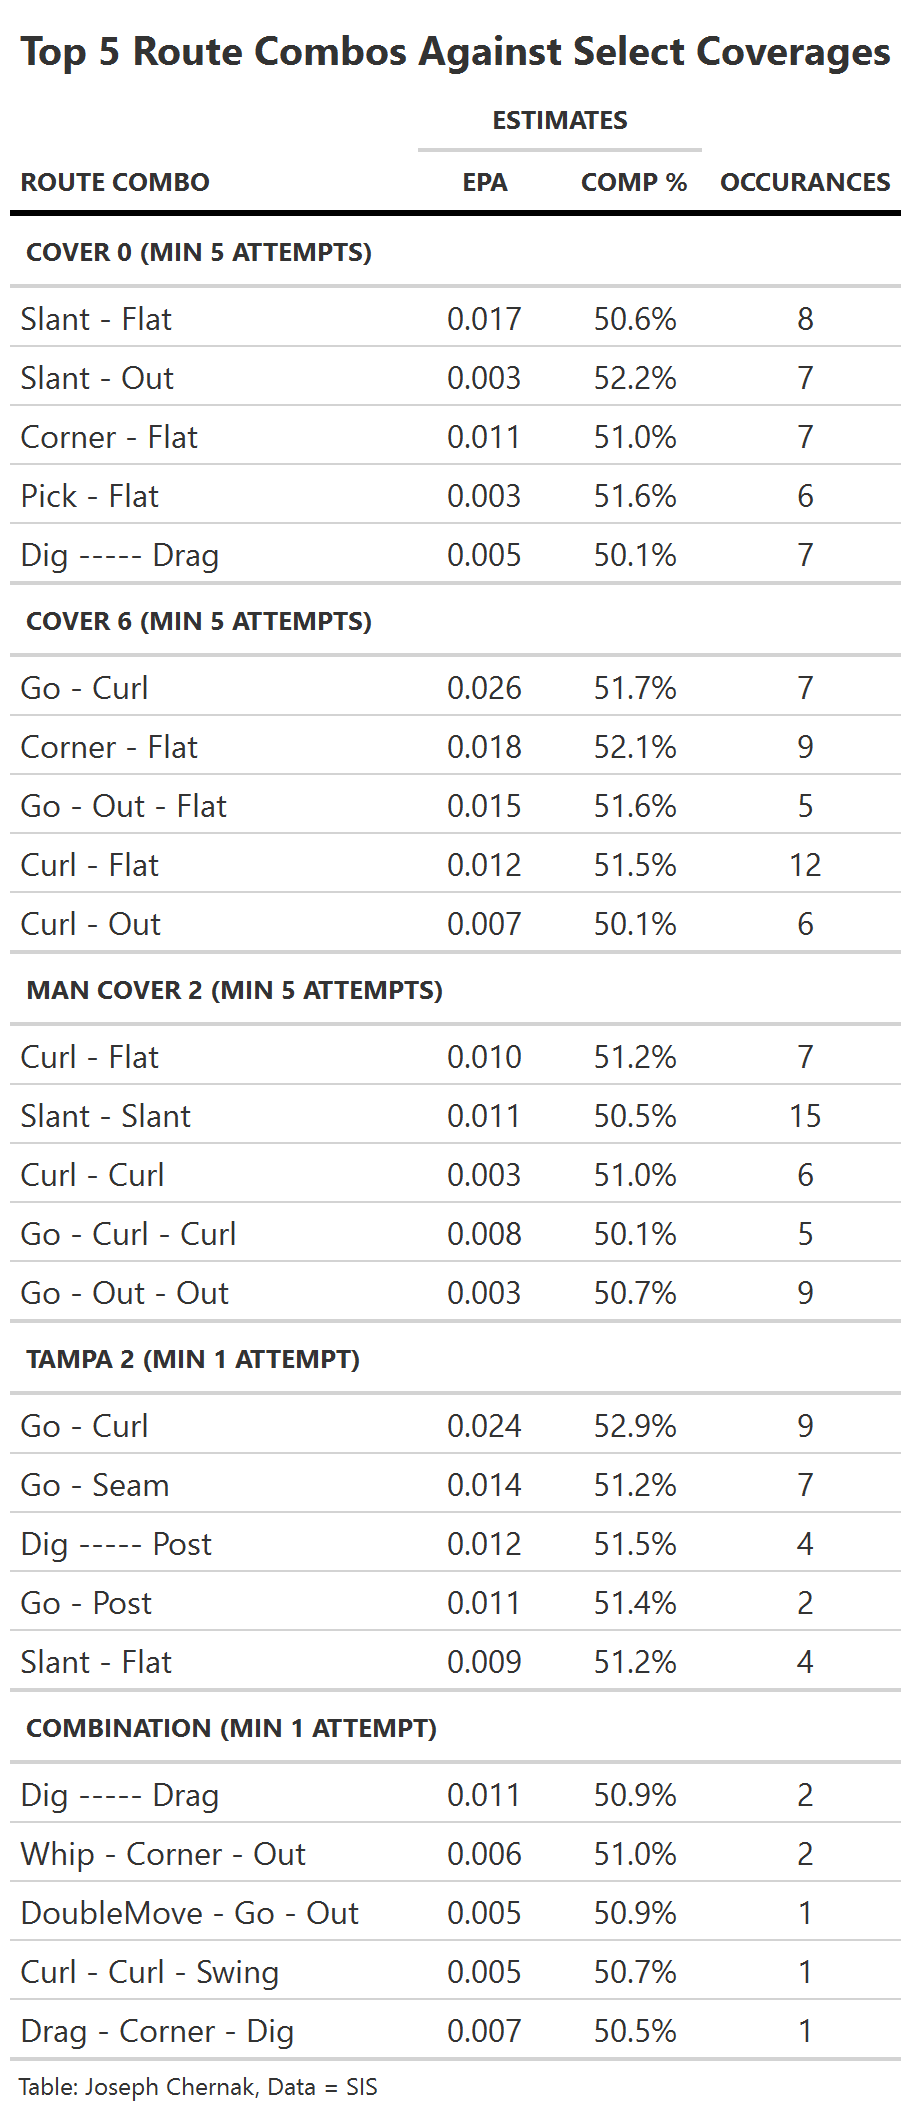 Top 5 Route Combos Against Select Coverages
ESTIMATES
ROUTE COMBO EPA COMP % OCCURANCES
COVER 0 (MIN 5 ATTEMPTS)
Slant - Flat 0.017 50.6% 8
Slant - Out 0.003 52.2% 7
Corner - Flat 0.011 51.0% 7
Pick - Flat 0.003 51.6% 6
Dig ----- Drag 0.005 50.1% 7
COVER 6 (MIN 5 ATTEMPTS)
Go - Curl 0.026 51.7% 7
Corner - Flat 0.018 52.1% 9
Go - Out - Flat 0.015 51.6% 5
Curl - Flat 0.012 51.5% 12
Curl - Out 0.007 50.1% 6
MAN COVER 2 (MIN 5 ATTEMPTS)
Curl - Flat 0.010 51.2% 7
Slant - Slant 0.011 50.5% 15
Curl - Curl 0.003 51.0% 6
Go - Curl - Curl 0.008 50.1% 5
Go - Out - Out 0.003 50.7% 9
TAMPA 2 (MIN 1 ATTEMPT)
Go - Curl 0.024 52.9% 9
Go - Seam 0.014 51.2% 7
Dig ----- Post 0.012 51.5% 4
Go - Post 0.011 51.4% 2
Slant - Flat 0.009 51.2% 4
COMBINATION (MIN 1 ATTEMPT)
Dig ----- Drag 0.011 50.9% 2
Whip - Corner - Out 0.006 51.0% 2
DoubleMove - Go - Out 0.005 50.9% 1
Curl - Curl - Swing 0.005 50.7% 1
Drag - Corner - Dig 0.007 50.5% 1
Table: Joseph Chernak, Data = SIS